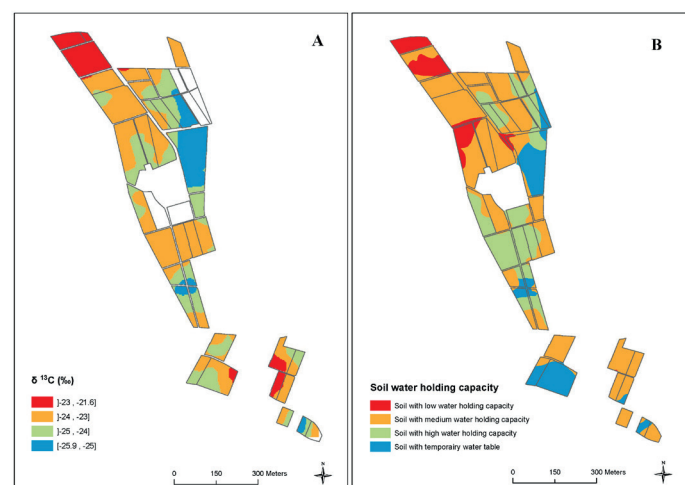 A
δ 13C (‰)
]-23 , -21.6]
]-24 , -23]
]-25 , -24]
[-25.9 , -25]
0 150 300 Meters
N
B
Soil water holding capacity
Soil with low water holding capacity
Soil with medium water holding capacity
Soil with high water holding capacity
Soil with temporairy water table
0 150 300 Meters
N